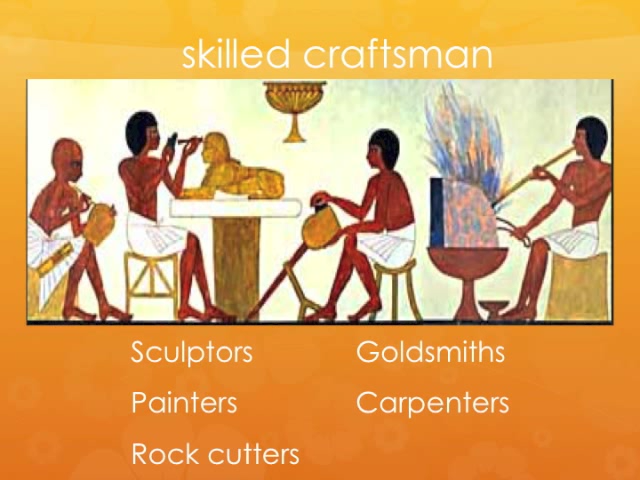 skilled craftsman
Sculptors
Painters
Rock cutters
Goldsmiths
Carpenters